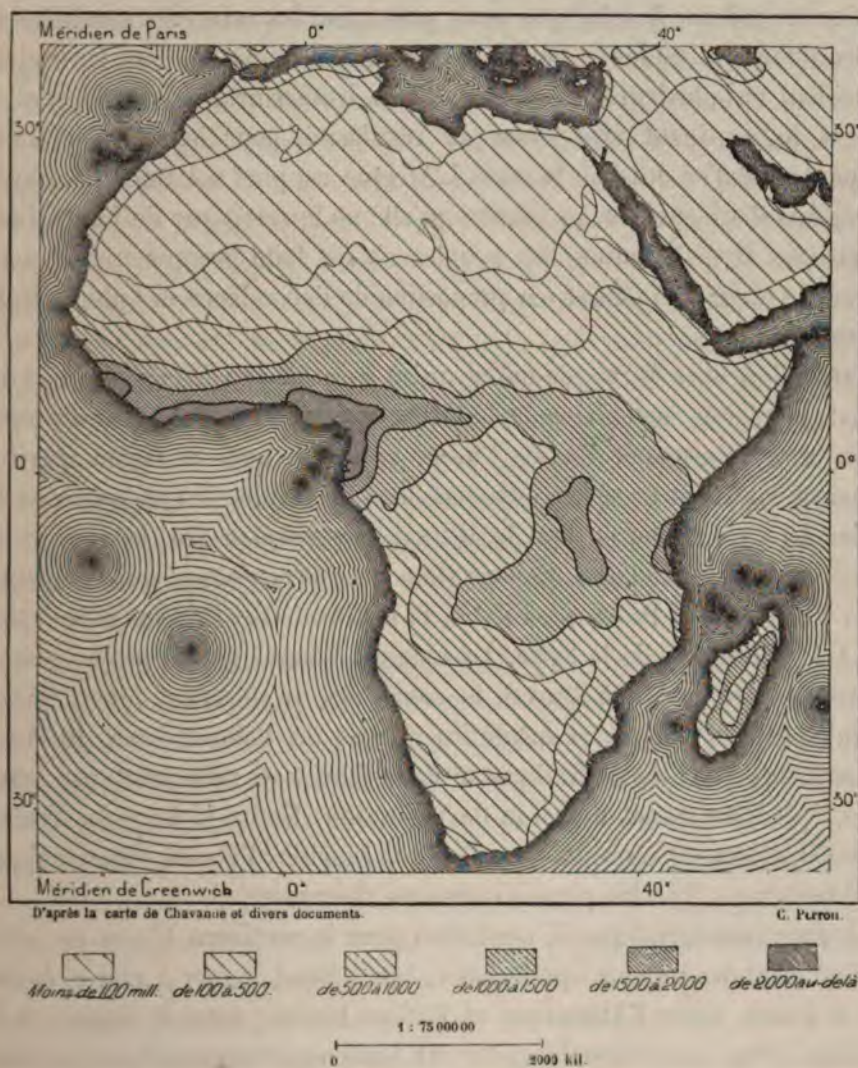 Méridien de Paris 0° 40°
30° 30°
0 0°
30° 30°
Méridien de Greenwich 0° 40°
D'après la carte de Chavanne et divers documents. C. Perron.
Moins de 100 mill. de 100 à 500. de 500 à 1000 de 1000 à 1500 de 1500 à 2000 de 2000 au-delà
1 : 75 000 000
0 2000 kil.